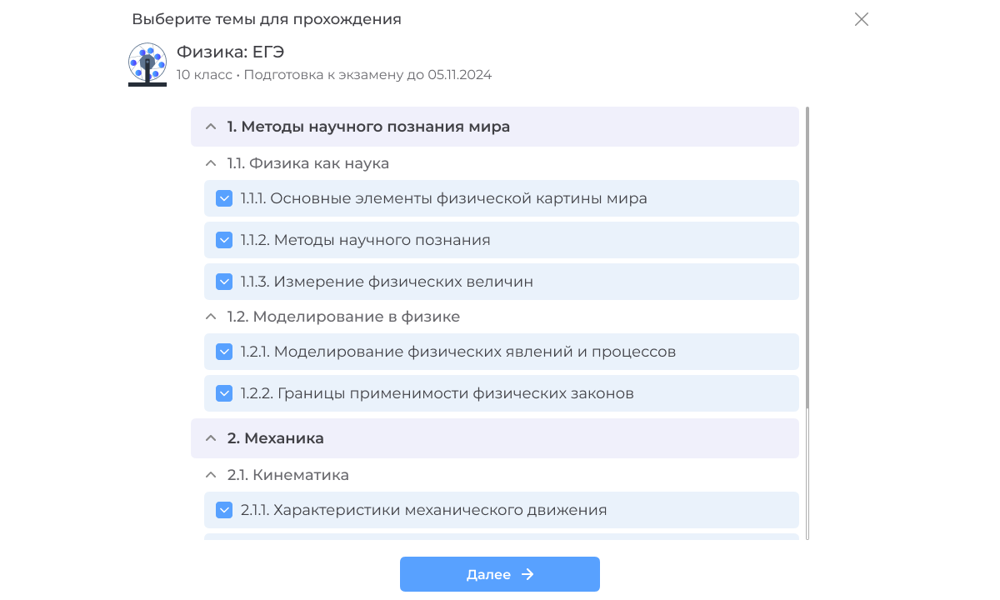 Выберите темы для прохождения
Физика: ЕГЭ
10 класс • Подготовка к экзамену до 05.11.2024
1. Методы научного познания мира
1.1. Физика как наука
1.1.1. Основные элементы физической картины мира
1.1.2. Методы научного познания
1.1.3. Измерение физических величин
1.2. Моделирование в физике
1.2.1. Моделирование физических явлений и процессов
1.2.2. Границы применимости физических законов
2. Механика
2.1. Кинематика
2.1.1. Характеристики механического движения
Далее